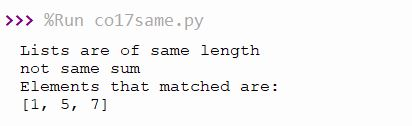 >>> %Run co17same.py
Lists are of same length
not same sum
Elements that matched are:
[1, 5, 7]